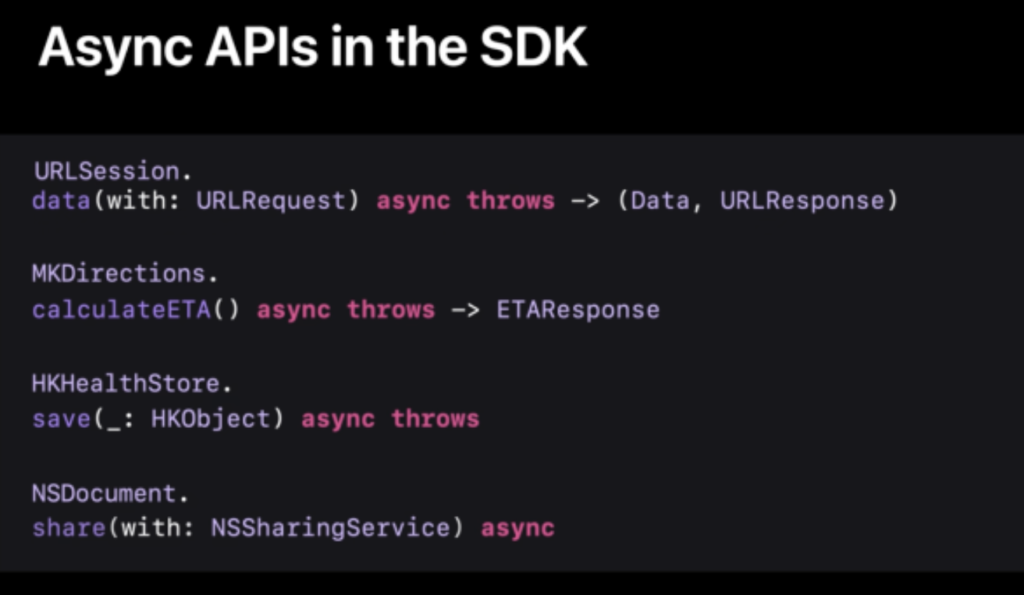 Async APIs in the SDK
URLSession.
data(with: URLRequest) async throws -> (Data, URLResponse)
MKDirections.
calculateETA() async throws -> ETAResponse
HKHealthStore.
save(_: HKObject) async throws
NSDocument.
share(with: NSSharingService) async